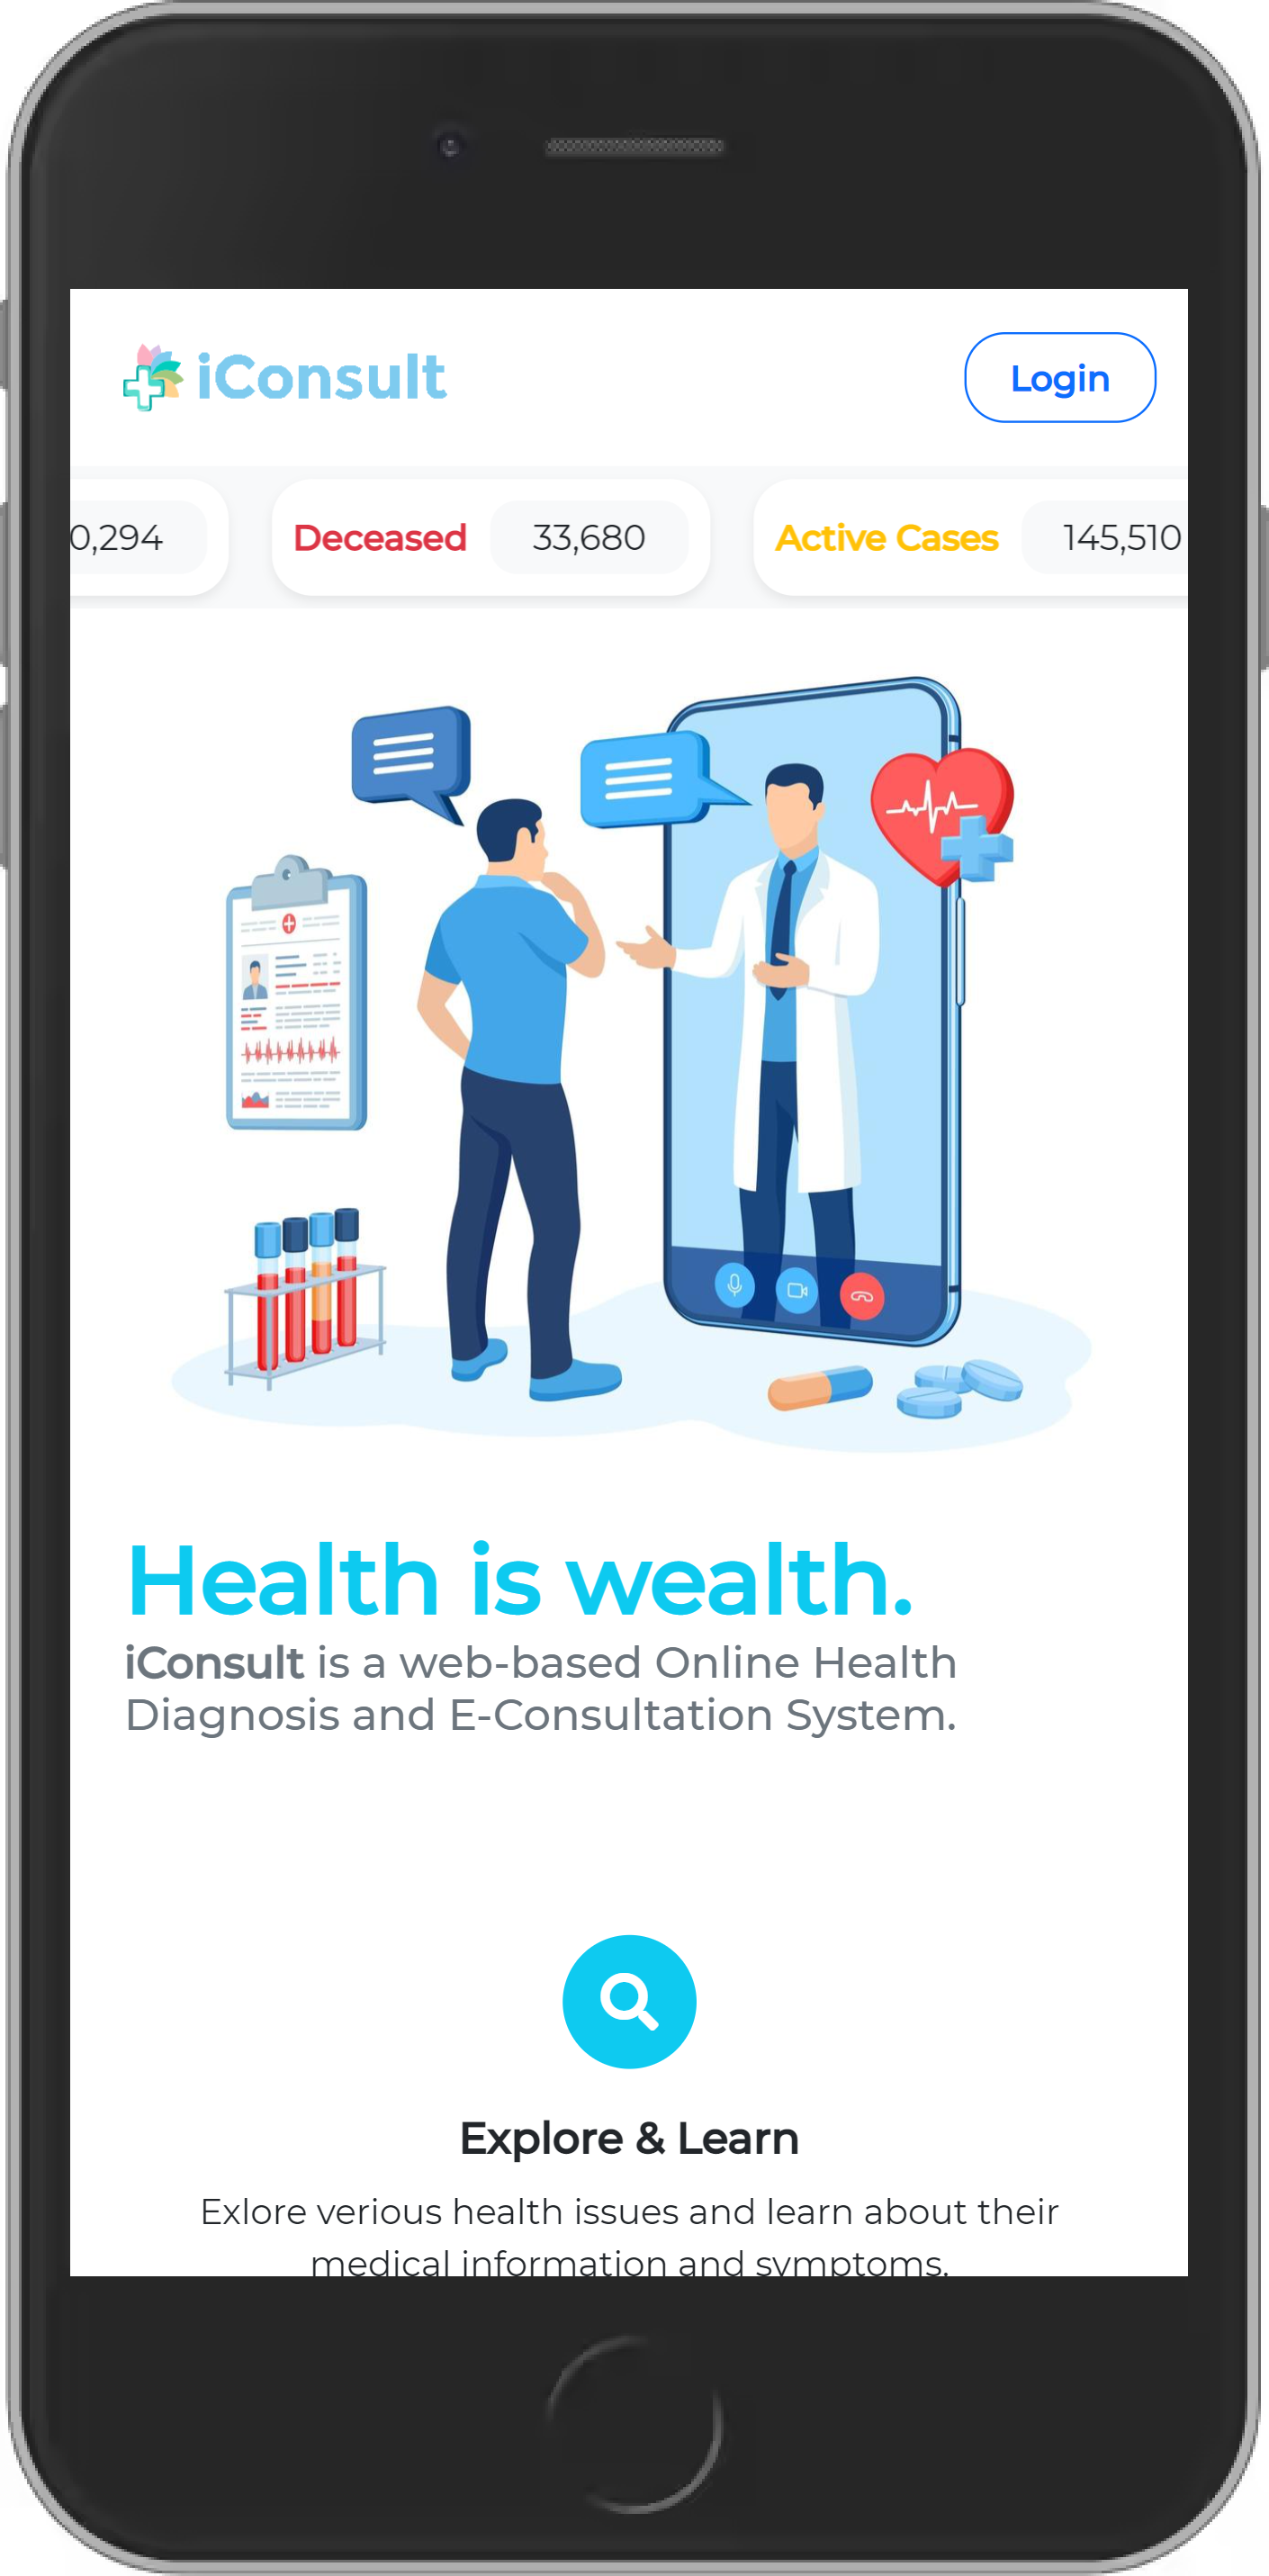 iConsult
Login
0,294
Deceased 33,680
Active Cases 145,510
Health is wealth.
iConsult is a web-based Online Health
Diagnosis and E-Consultation System.
Explore & Learn
Exlore verious health issues and learn about their
medical information and symptoms.